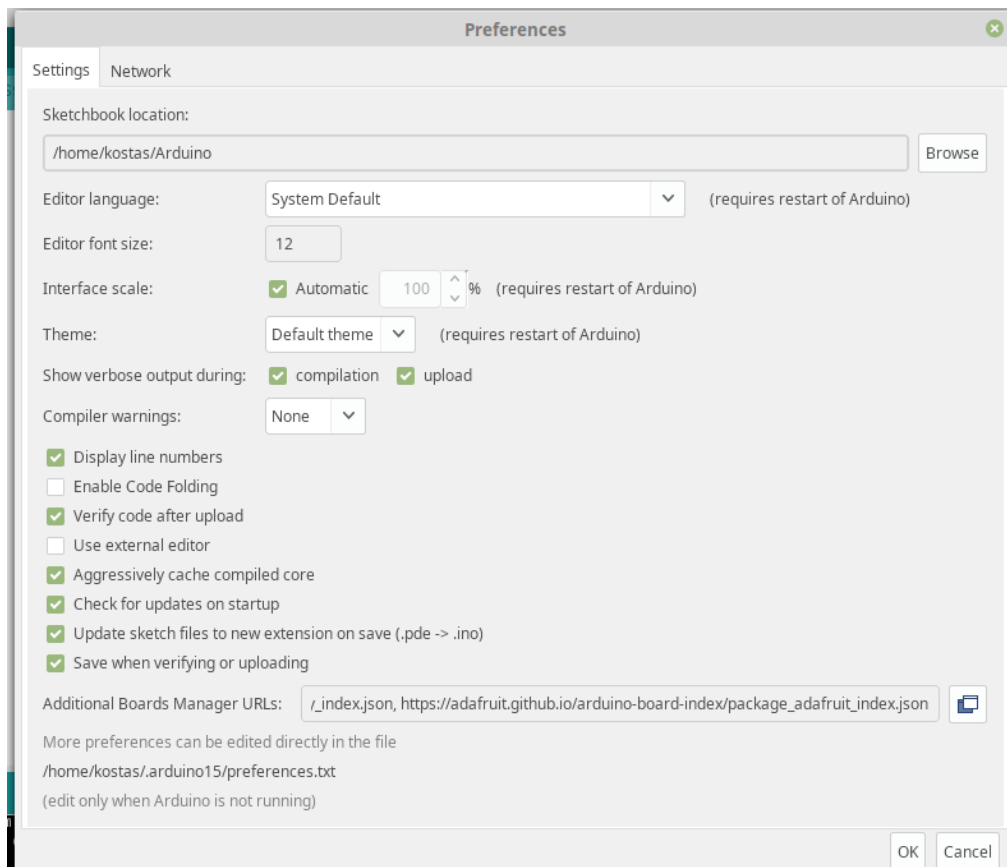 Preferences
Settings Network
Sketchbook location:
/home/kostas/Arduino Browse
Editor language: System Default (requires restart of Arduino)
Editor font size: 12
Interface scale: Automatic 100 % (requires restart of Arduino)
Theme: Default theme (requires restart of Arduino)
Show verbose output during: compilation upload
Compiler warnings: None
Display line numbers
Enable Code Folding
Verify code after upload
Use external editor
Aggressively cache compiled core
Check for updates on startup
Update sketch files to new extension on save (.pde -> .ino)
Save when verifying or uploading
Additional Boards Manager URLs: /_index.json, https://adafruit.github.io/arduino-board-index/package_adafruit_index.json
More preferences can be edited directly in the file
/home/kostas/.arduino15/preferences.txt
(edit only when Arduino is not running)
OK Cancel